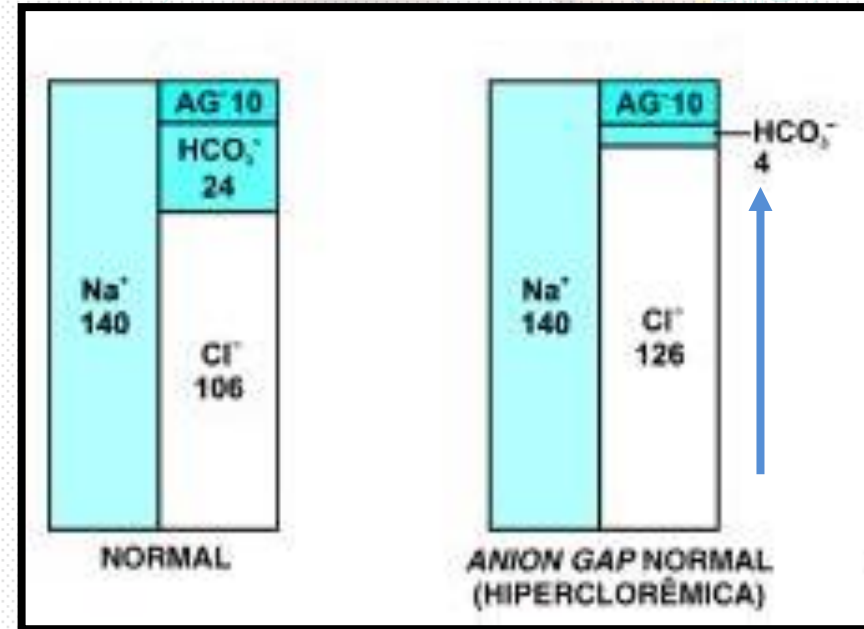 AG⁻10
HCO₃⁻
24
Na⁺
140
Cl⁻
106
NORMAL
AG⁻10
HCO₃⁻
4
Na⁺
140
Cl⁻
126
ANION GAP NORMAL
(HIPERCLORÊMICA)